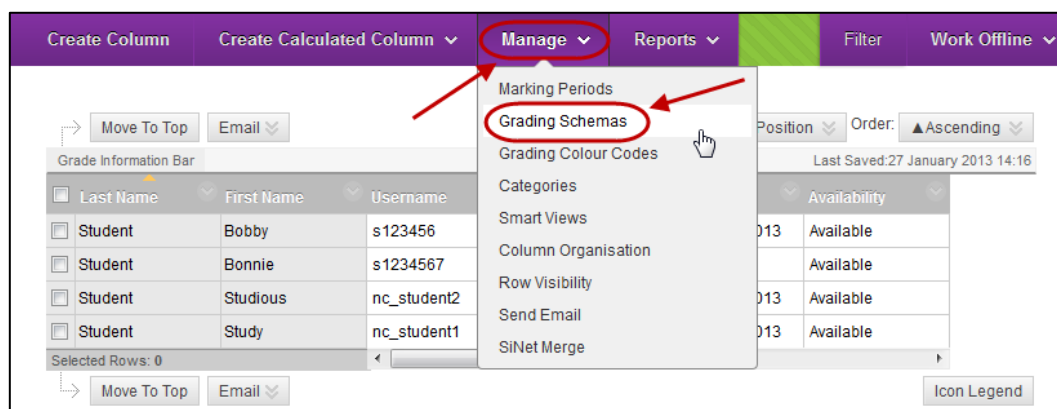 Create Column Create Calculated Column Manage Reports Filter Work Offline
Marking Periods
Move To Top Email Grading Schemas Position Order: ▲Ascending
Grade Information Bar Grading Colour Codes Last Saved:27 January 2013 14:16
Last Name First Name Username Categories Availability
Student Bobby s123456 Smart Views 013 Available
Student Bonnie s1234567 Column Organisation Available
Student Studious nc_student2 Row Visibility 013 Available
Send Email
Student Study nc_student1 013 Available
Selected Rows: 0 SiNet Merge
Move To Top Email Icon Legend